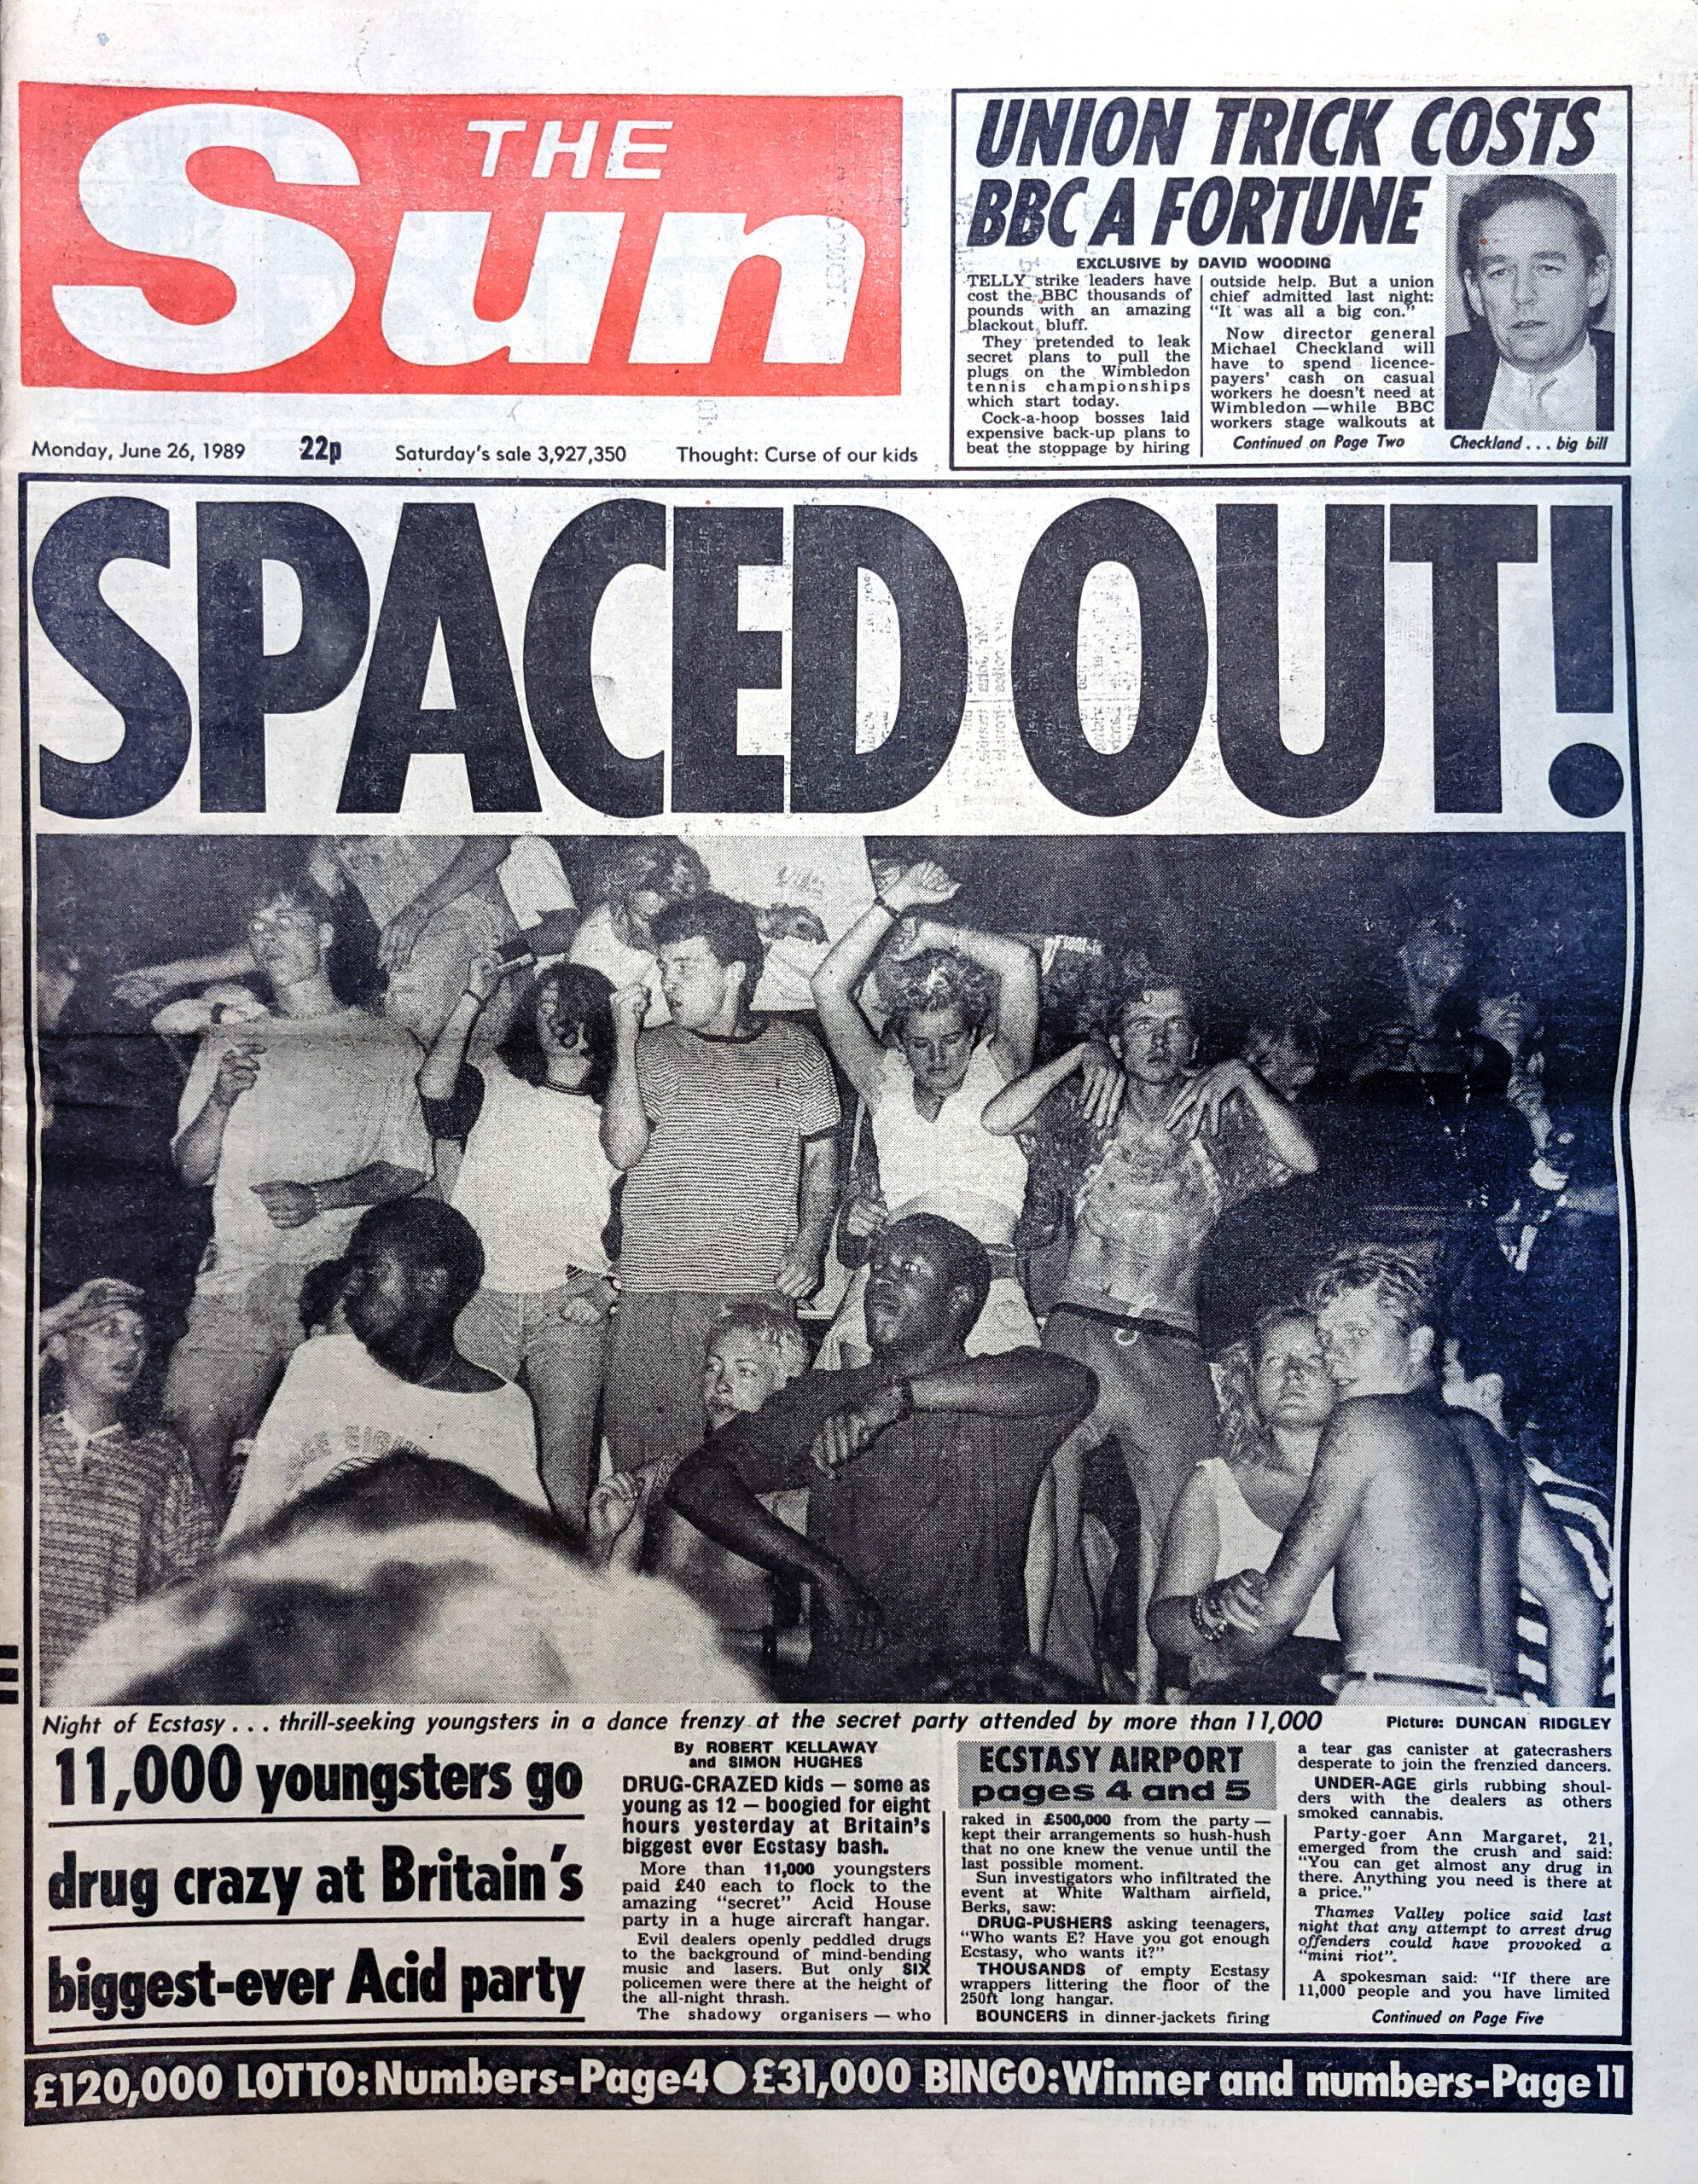 THE
Sun
Monday, June 26, 1989 22p Saturday's sale 3,927,350 Thought: Curse of our kids
UNION TRICK COSTS
BBC A FORTUNE
EXCLUSIVE by DAVID WOODING
TELLY strike leaders have
cost the BBC thousands of
pounds with an amazing
blackout bluff.
They pretended to leak
secret plans to pull the
plugs on the Wimbledon
tennis championships
which start today.
Cock-a-hoop bosses laid
expensive back-up plans to
beat the stoppage by hiring
outside help. But a union
chief admitted last night:
"It was all a big con."
Now director general
Michael Checkland will
have to spend licence-
payers' cash on casual
workers he doesn't need at
Wimbledon—while BBC
workers stage walkouts at
Continued on Page Two
Checkland . . . big bill
SPACED OUT!
Night of Ecstasy . . . thrill-seeking youngsters in a dance frenzy at the secret party attended by more than 11,000
Picture: DUNCAN RIDGLEY
11,000 youngsters go
drug crazy at Britain's
biggest-ever Acid party
By ROBERT KELLAWAY
and SIMON HUGHES
DRUG-CRAZED kids — some as
young as 12 — boogied for eight
hours yesterday at Britain's
biggest ever Ecstasy bash.
More than 11,000 youngsters
paid £40 each to flock to the
amazing "secret" Acid House
party in a huge aircraft hangar.
Evil dealers openly peddled drugs
to the background of mind-bending
music and lasers. But only SIX
policemen were there at the height of
the all-night thrash.
The shadowy organisers — who
ECSTASY AIRPORT
pages 4 and 5
raked in £500,000 from the party —
kept their arrangements so hush-hush
that no one knew the venue until the
last possible moment.
Sun investigators who infiltrated the
event at White Waltham airfield,
Berks, saw:
DRUG-PUSHERS asking teenagers,
"Who wants E? Have you got enough
Ecstasy, who wants it?"
THOUSANDS of empty Ecstasy
wrappers littering the floor of the
250ft long hangar.
BOUNCERS in dinner-jackets firing
a tear gas canister at gatecrashers
desperate to join the frenzied dancers.
UNDER-AGE girls rubbing shoul-
ders with the dealers as others
smoked cannabis.
Party-goer Ann Margaret, 21,
emerged from the crush and said:
"You can get almost any drug in
there. Anything you need is there at
a price."
Thames Valley police said last
night that any attempt to arrest drug
offenders could have provoked a
"mini riot".
A spokesman said: "If there are
11,000 people and you have limited
Continued on Page Five
£120,000 LOTTO: Numbers-Page 4 ● £31,000 BINGO: Winner and numbers-Page 11